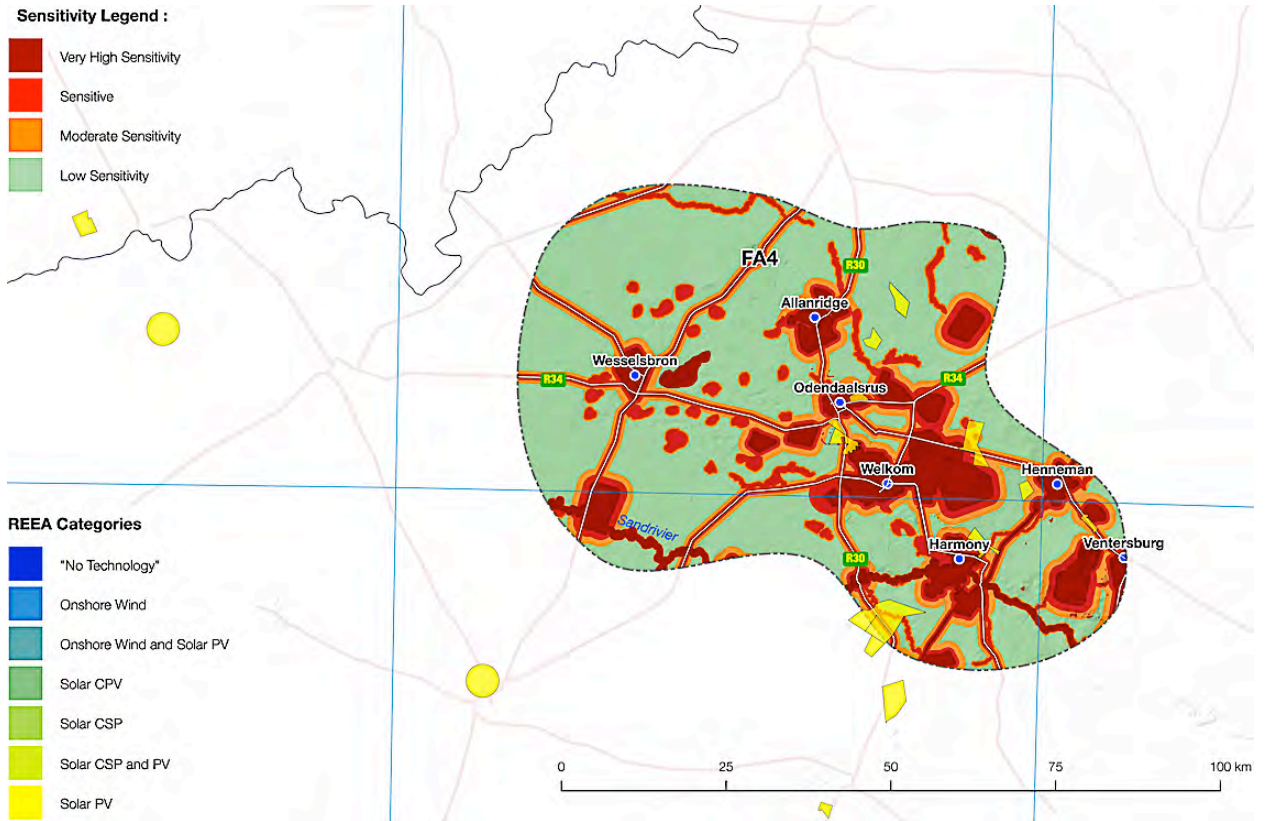 Sensitivity Legend :
Very High Sensitivity
Sensitive
Moderate Sensitivity
Low Sensitivity
FA4
R30
Allanridge
Wesselsbron
R34
R34
Odendaalsrus
Welkom
Henneman
Sandrivier
Harmony
Ventersburg
R30
REEA Categories
"No Technology"
Onshore Wind
Onshore Wind and Solar PV
Solar CPV
Solar CSP
Solar CSP and PV
Solar PV
0 25 50 75 100 km